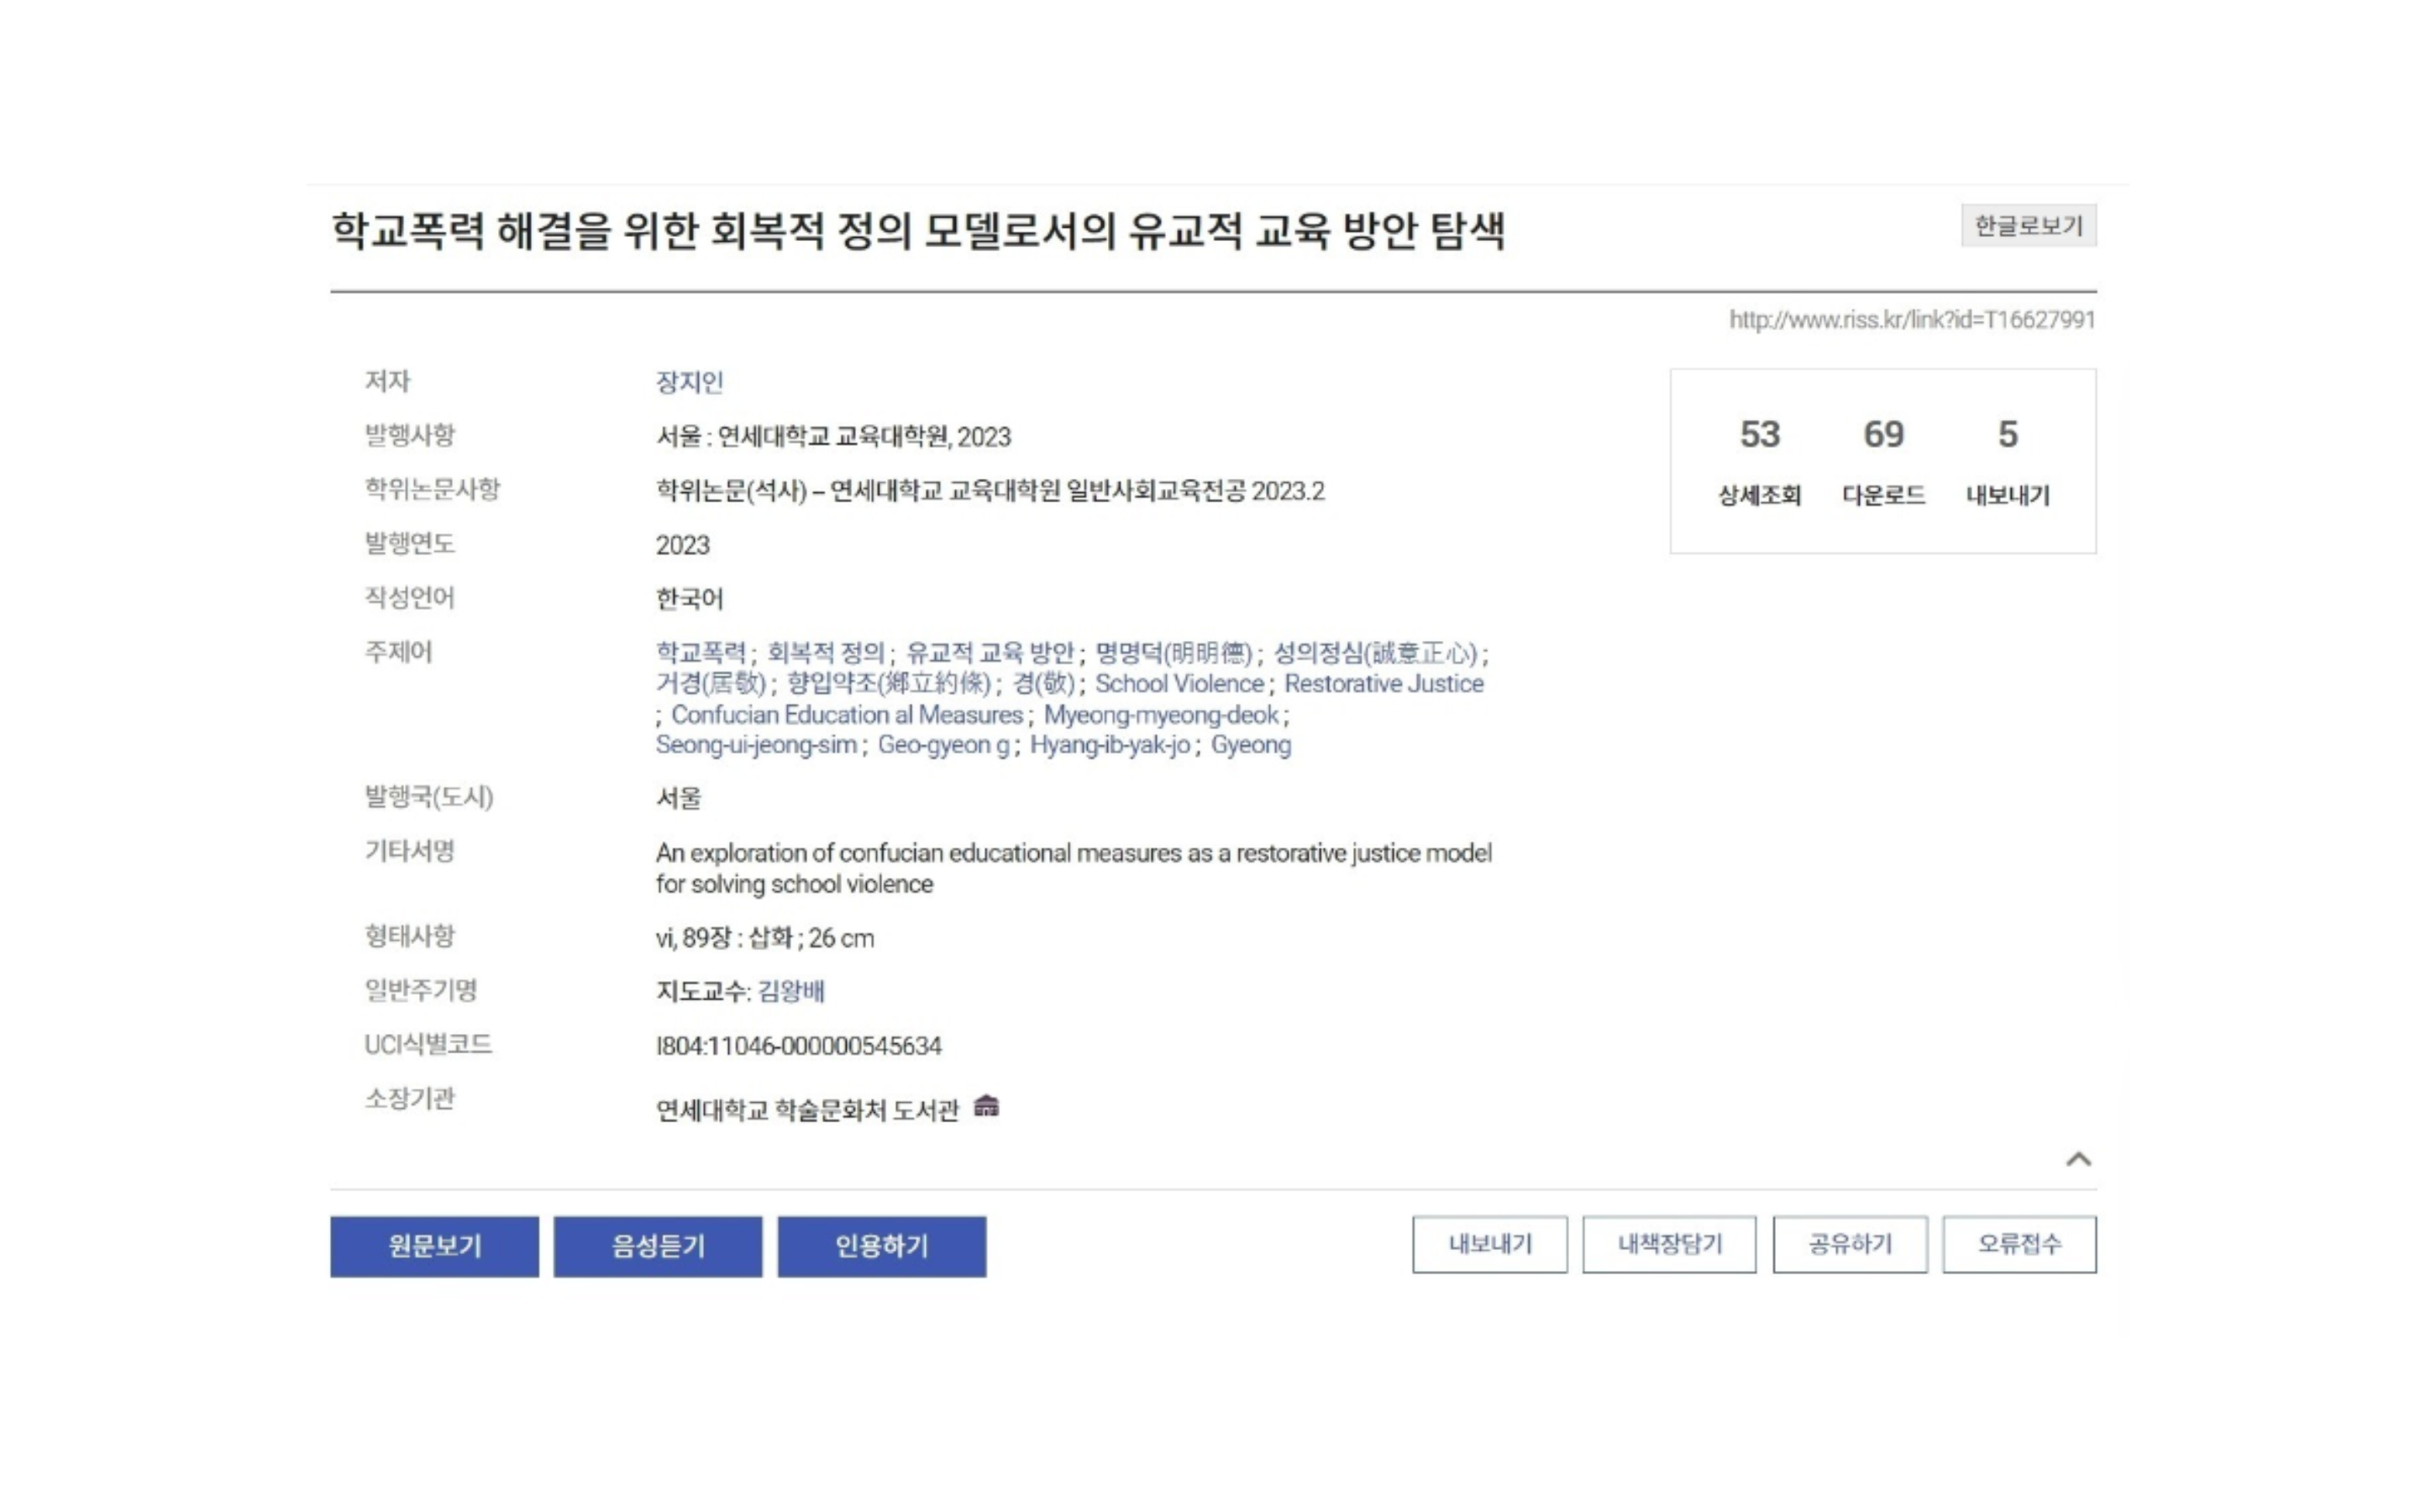 학교폭력 해결을 위한 회복적 정의 모델로서의 유교적 교육 방안 탐색
한글로보기
http://www.riss.kr/link?id=T16627991
저자 장지인
발행사항 서울 : 연세대학교 교육대학원, 2023
학위논문사항 학위논문(석사) – 연세대학교 교육대학원 일반사회교육전공 2023.2
발행연도 2023
작성언어 한국어
주제어 학교폭력 ; 회복적 정의 ; 유교적 교육 방안 ; 명명덕(明明德) ; 성의정심(誠意正心) ;
거경(居敬) ; 향입약조(鄕立約條) ; 경(敬) ; School Violence ; Restorative Justice
; Confucian Education al Measures ; Myeong-myeong-deok ;
Seong-ui-jeong-sim ; Geo-gyeon g ; Hyang-ib-yak-jo ; Gyeong
발행국(도시) 서울
기타서명 An exploration of confucian educational measures as a restorative justice model
for solving school violence
형태사항 vi, 89장 : 삽화 ; 26 cm
일반주기명 지도교수: 김왕배
UCI식별코드 I804:11046-000000545634
소장기관 연세대학교 학술문화처 도서관
53 69 5
상세조회 다운로드 내보내기
원문보기 음성듣기 인용하기 내보내기 내책장담기 공유하기 오류접수